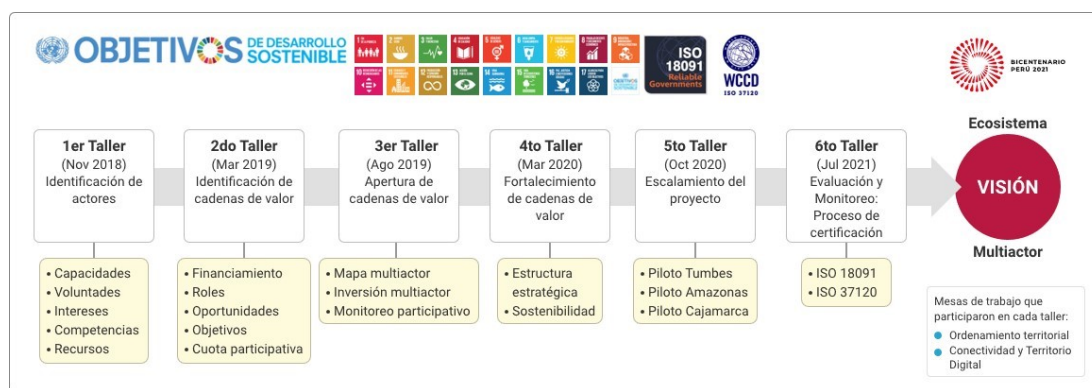 OBJETIVOS
DE DESARROLLO
SOSTENIBLE
ISO
18091
Reliable
Governments
WCCD
ISO 37120
BICENTENARIO
PERÚ 2021
1er Taller
(Nov 2018)
Identificación de
actores
• Capacidades
• Voluntades
• Intereses
• Competencias
• Recursos
2do Taller
(Mar 2019)
Identificación de
cadenas de valor
• Financiamiento
• Roles
• Oportunidades
• Objetivos
• Cuota participativa
3er Taller
(Ago 2019)
Apertura de
cadenas de valor
• Mapa multiactor
• Inversión multiactor
• Monitoreo participativo
4to Taller
(Mar 2020)
Fortalecimiento
de cadenas de
valor
• Estructura
estratégica
• Sostenibilidad
5to Taller
(Oct 2020)
Escalamiento del
proyecto
• Piloto Tumbes
• Piloto Amazonas
• Piloto Cajamarca
6to Taller
(Jul 2021)
Evaluación y
Monitoreo:
Proceso de
certificación
• ISO 18091
• ISO 37120
Ecosistema
VISIÓN
Multiactor
Mesas de trabajo que
participaron en cada taller:
Ordenamiento territorial
Conectividad y Territorio
Digital